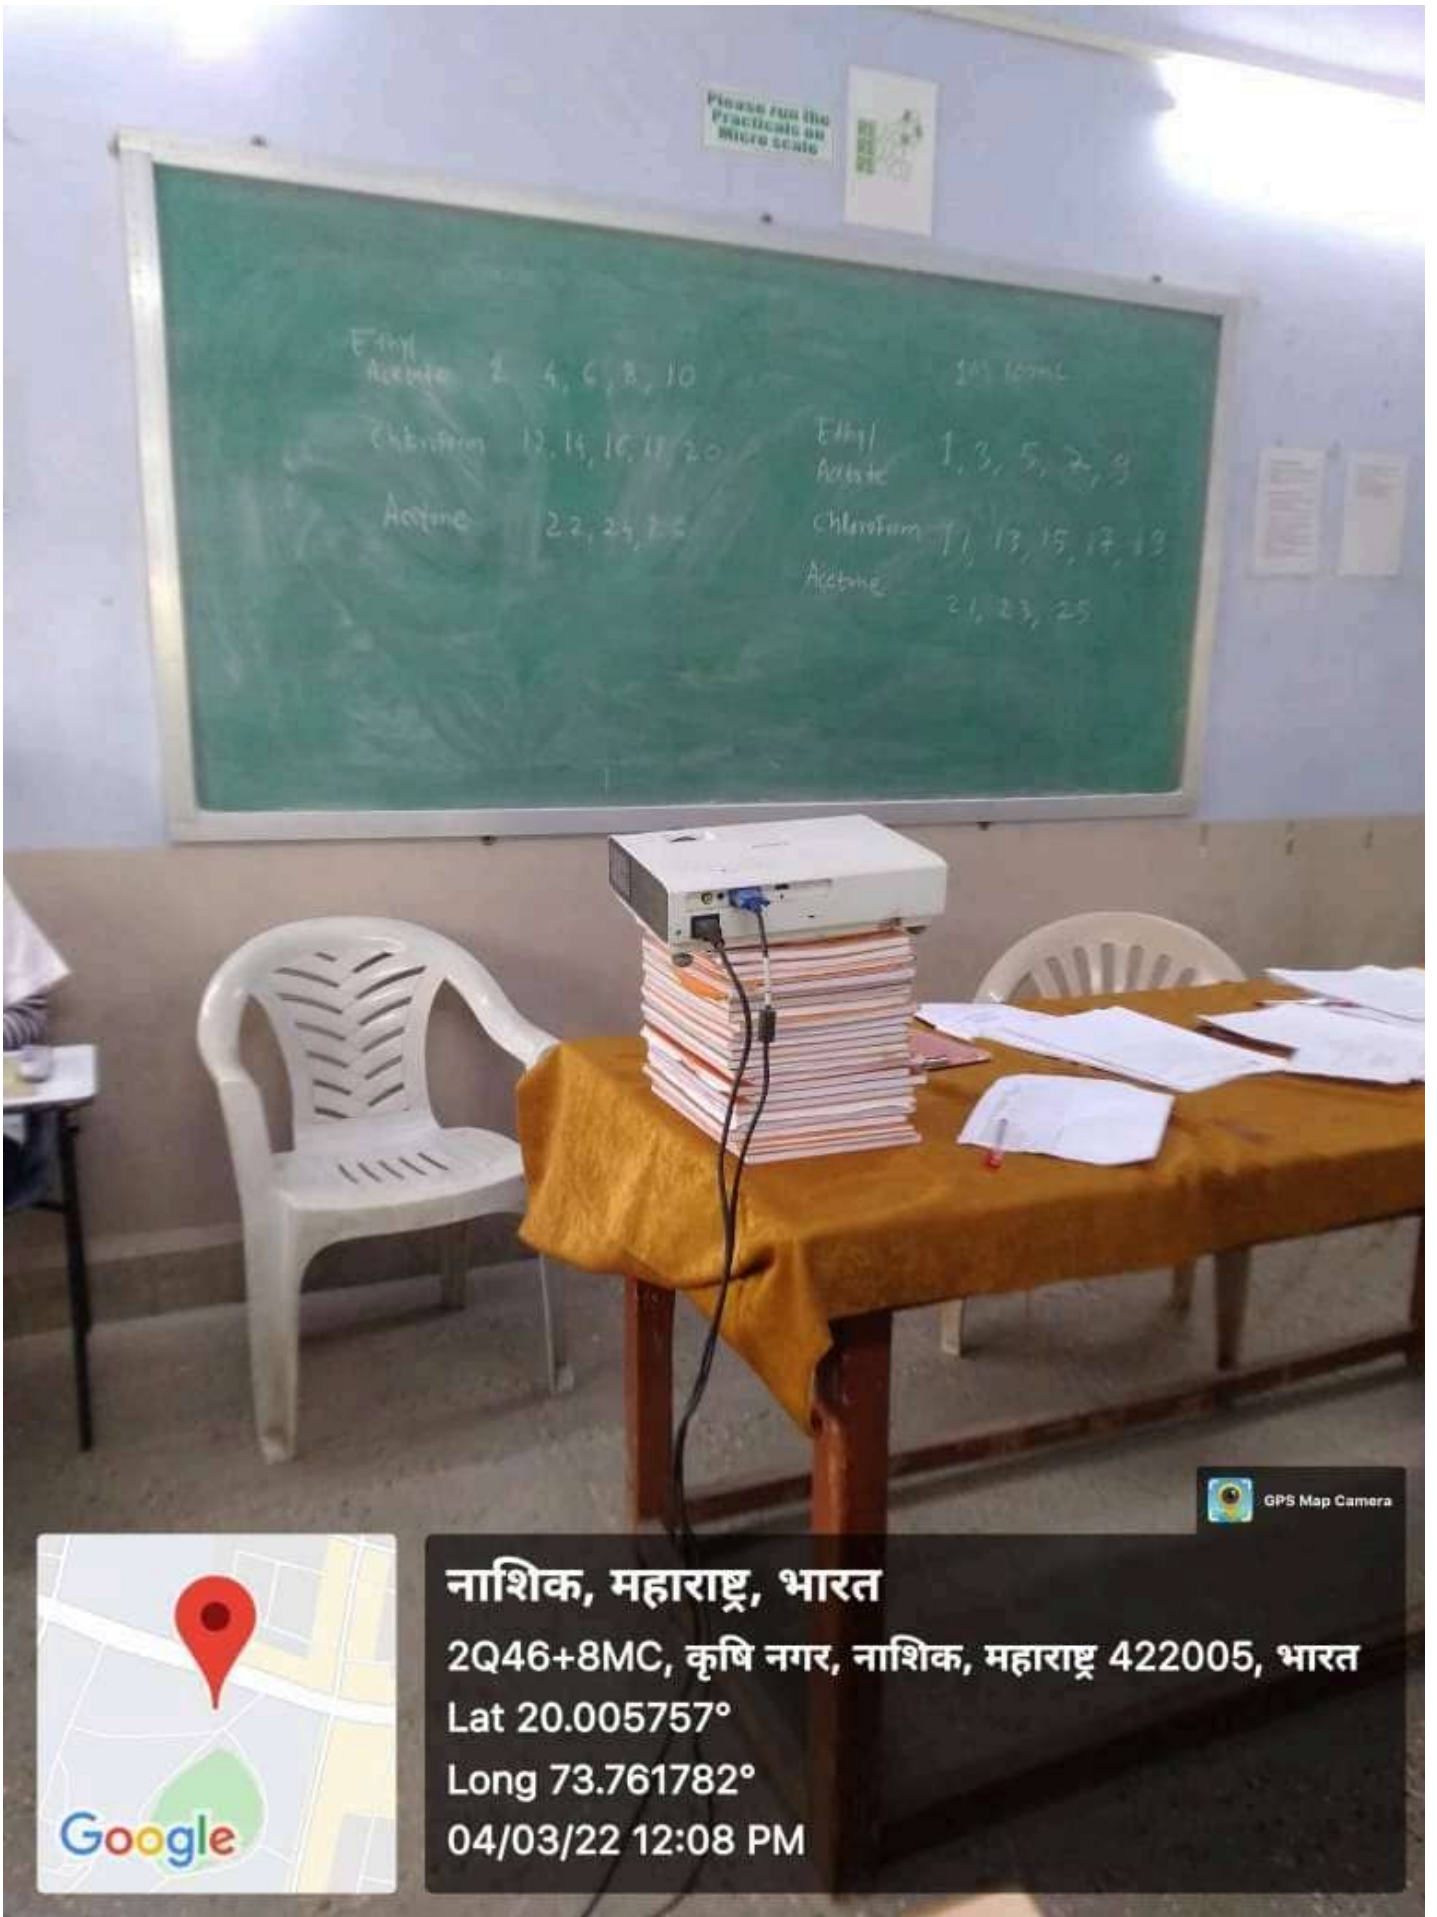 Please run the
Practicals on
Micro scale
Ethyl
Acetate 2 4, 6, 8, 10
Chloroform 12, 14, 16, 18, 20
Acetone 22, 24, 26
Ethyl
Acetate 1, 3, 5, 7, 9
Chloroform 11, 13, 15, 17, 19
Acetone
21, 23, 25
GPS Map Camera
नाशिक, महाराष्ट्र, भारत
2Q46+8MC, कृषि नगर, नाशिक, महाराष्ट्र 422005, भारत
Lat 20.005757°
Long 73.761782°
04/03/22 12:08 PM
Google